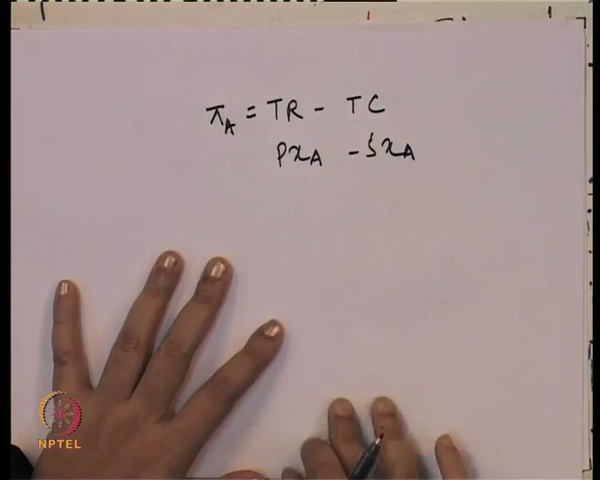 π_A = TR - TC
Px_A - 5x_A
NPTEL